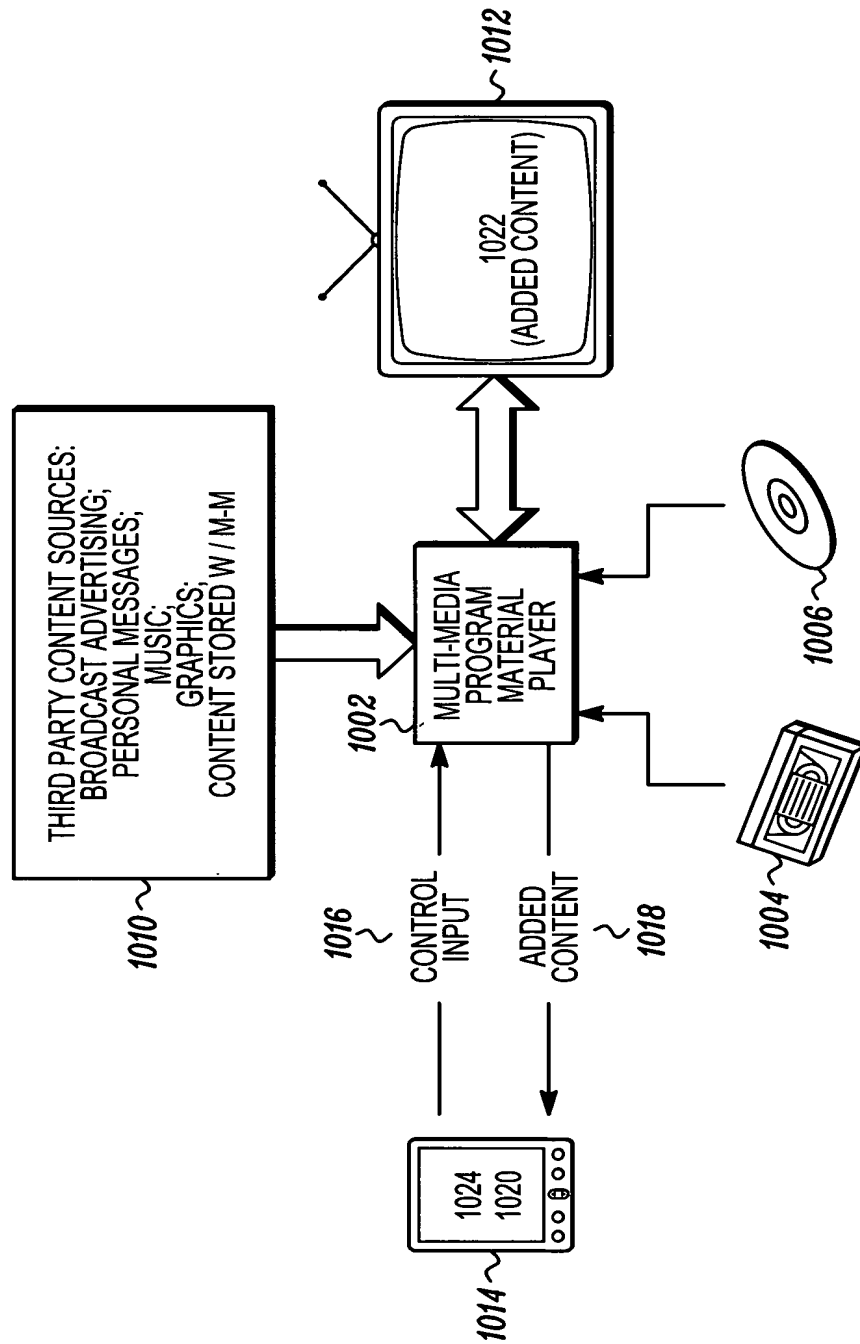 THIRD PARTY CONTENT SOURCES:
BROADCAST ADVERTISING;
PERSONAL MESSAGES;
MUSIC;
GRAPHICS;
CONTENT STORED W / M-M
1010
1012
1022
(ADDED CONTENT)
1002
MULTI-MEDIA
PROGRAM
MATERIAL
PLAYER
1016
CONTROL
INPUT
ADDED
CONTENT
1018
1024
1020
1014
1004
1006